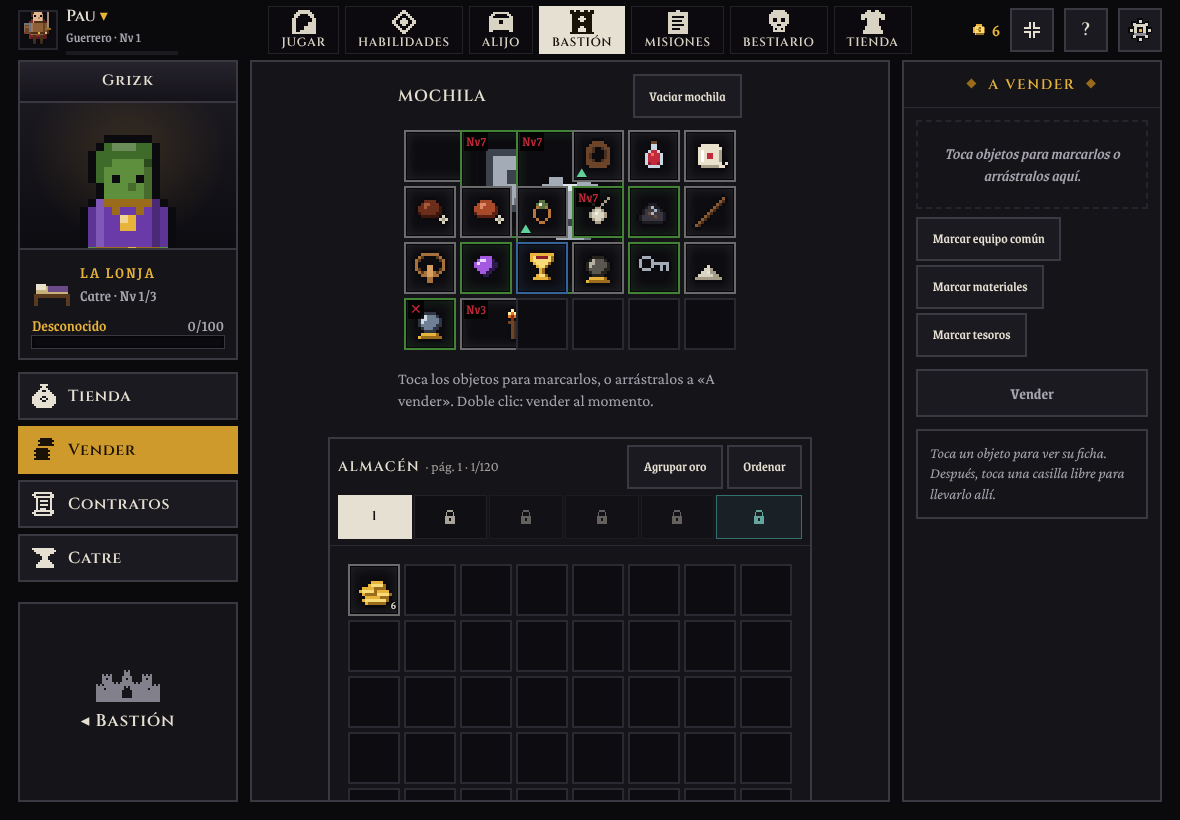 PAU ▾
Guerrero · Nv 1
JUGAR
HABILIDADES
ALIJO
BASTIÓN
MISIONES
BESTIARIO
TIENDA
6
?
GRIZK
LA LONJA
Catre · Nv 1/3
Desconocido 0/100
TIENDA
VENDER
CONTRATOS
CATRE
◂ BASTIÓN
MOCHILA
Vaciar mochila
Nv7
Nv7
Nv7
Nv3
Toca los objetos para marcarlos, o arrástralos a «A
vender». Doble clic: vender al momento.
ALMACÉN · pág. 1 · 1/120
Agrupar oro
Ordenar
I
6
◆ A VENDER ◆
Toca objetos para marcarlos o
arrástralos aquí.
Marcar equipo común
Marcar materiales
Marcar tesoros
Vender
Toca un objeto para ver su ficha.
Después, toca una casilla libre para
llevarlo allí.